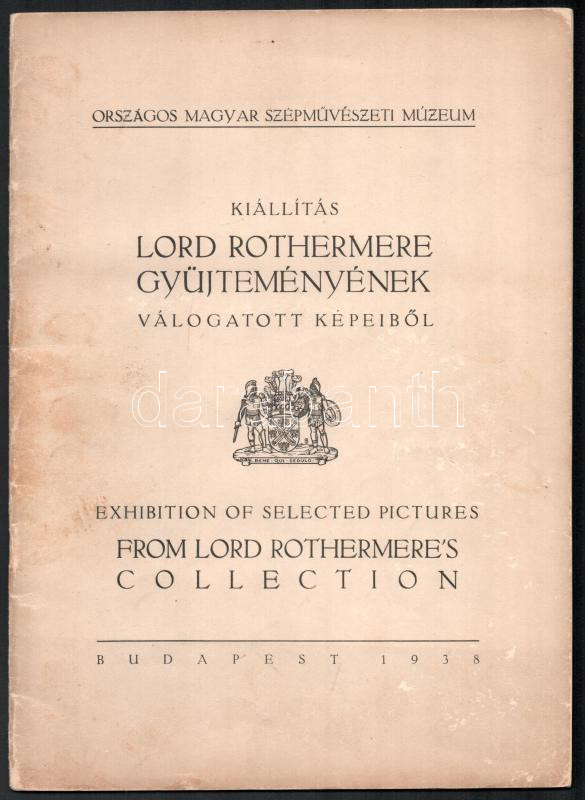 ORSZÁGOS MAGYAR SZÉPMŰVÉSZETI MÚZEUM
KIÁLLÍTÁS
LORD ROTHERMERE
GYŰJTEMÉNYÉNEK
VÁLOGATOTT KÉPEIBŐL
darabanth
BENE · QUI · SEDULO
EXHIBITION OF SELECTED PICTURES
FROM LORD ROTHERMERE'S
COLLECTION
BUDAPEST 1938